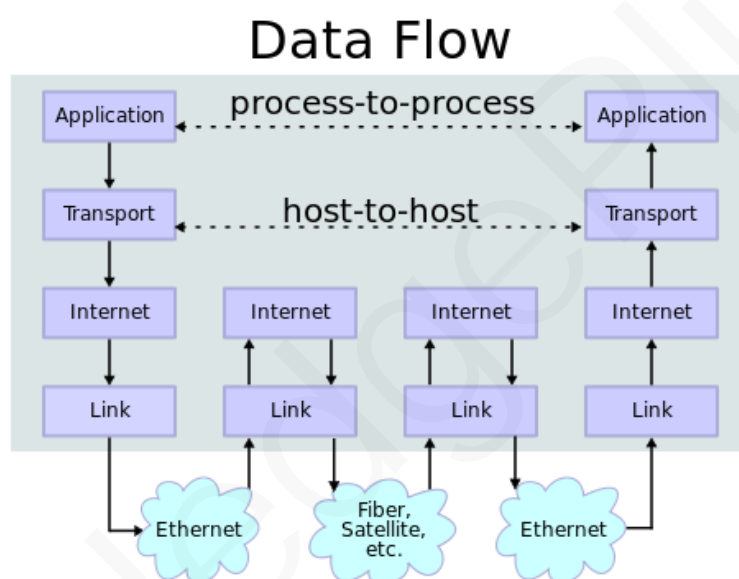 Data Flow
Application
process-to-process
Application
Transport
host-to-host
Transport
Internet
Internet
Internet
Internet
Link
Link
Link
Link
Ethernet
Fiber,
Satellite,
etc.
Ethernet